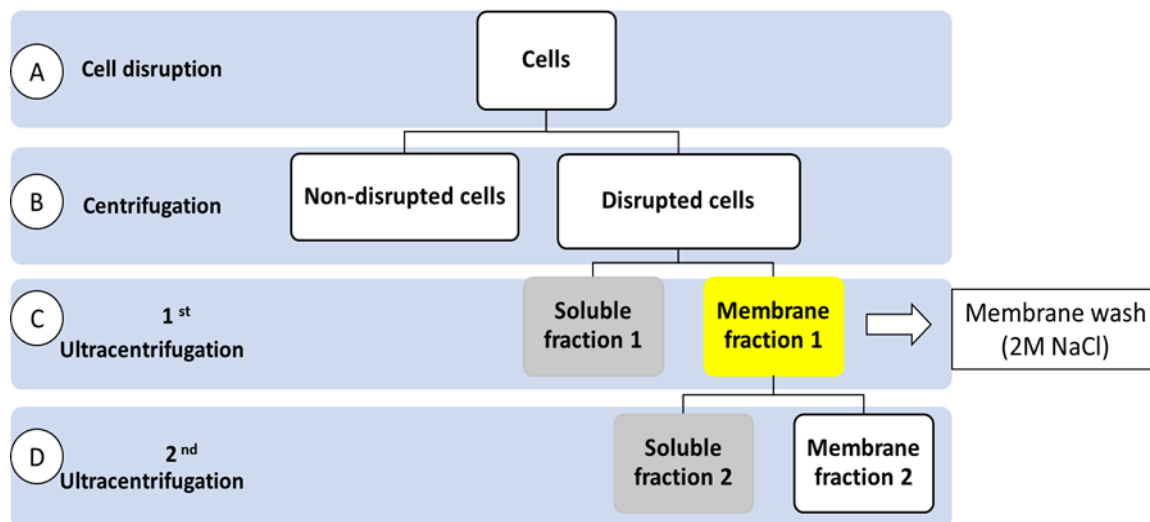 A
Cell disruption
Cells
B
Centrifugation
Non-disrupted cells
Disrupted cells
C
1 st
Ultracentrifugation
Soluble
fraction 1
Membrane
fraction 1
Membrane wash
(2M NaCl)
D
2 nd
Ultracentrifugation
Soluble
fraction 2
Membrane
fraction 2